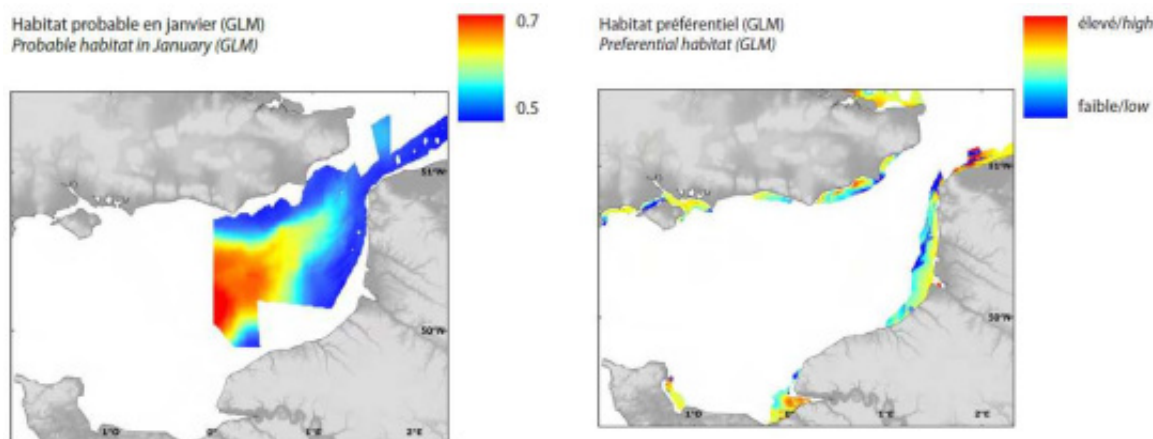 Habitat probable en janvier (GLM)
Probable habitat in January (GLM)
0.7
0.5
51°N
50°N
1°O
0°
1°E
2°E
Habitat préférentiel (GLM)
Preferential habitat (GLM)
élevé/high
faible/low
51°N
50°N
1°O
0°
1°E
2°E